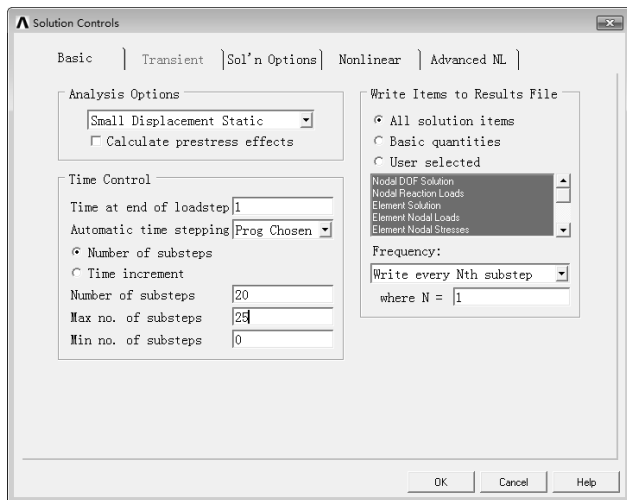 Solution Controls
Basic
Transient
Sol'n Options
Nonlinear
Advanced NL
Analysis Options
Small Displacement Static
Calculate prestress effects
Time Control
Time at end of loadstep 1
Automatic time stepping Prog Chosen
Number of substeps
Time increment
Number of substeps 20
Max no. of substeps 25
Min no. of substeps 0
Write Items to Results File
All solution items
Basic quantities
User selected
Nodal DOF Solution
Nodal Reaction Loads
Element Solution
Element Nodal Loads
Element Nodal Stresses
Frequency:
Write every Nth substep
where N = 1
OK
Cancel
Help